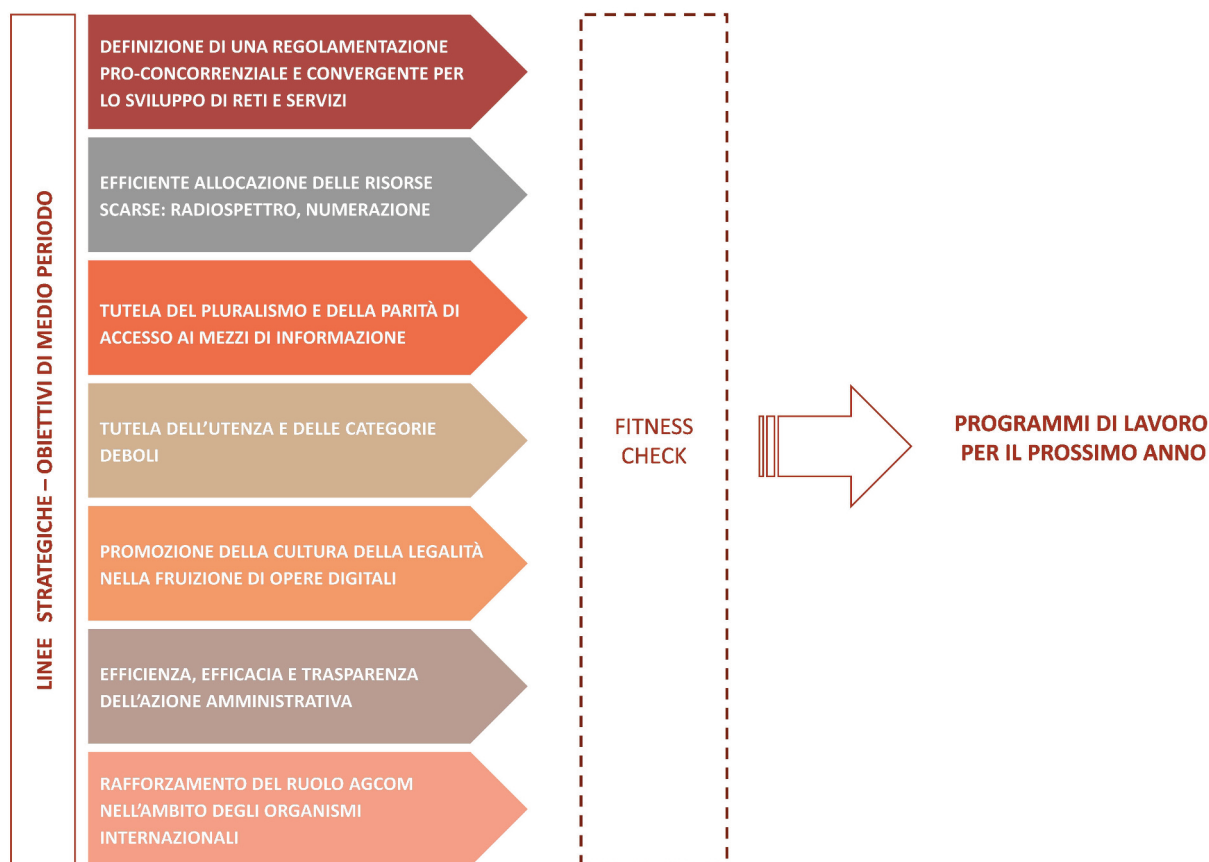 LINEE STRATEGICHE – OBIETTIVI DI MEDIO PERIODO
DEFINIZIONE DI UNA REGOLAMENTAZIONE
PRO-CONCORRENZIALE E CONVERGENTE PER
LO SVILUPPO DI RETI E SERVIZI
EFFICIENTE ALLOCAZIONE DELLE RISORSE
SCARSE: RADIOSPETTRO, NUMERAZIONE
TUTELA DEL PLURALISMO E DELLA PARITÀ DI
ACCESSO AI MEZZI DI INFORMAZIONE
TUTELA DELL’UTENZA E DELLE CATEGORIE
DEBOLI
PROMOZIONE DELLA CULTURA DELLA LEGALITÀ
NELLA FRUIZIONE DI OPERE DIGITALI
EFFICIENZA, EFFICACIA E TRASPARENZA
DELL’AZIONE AMMINISTRATIVA
RAFFORZAMENTO DEL RUOLO AGCOM
NELL’AMBITO DEGLI ORGANISMI
INTERNAZIONALI
FITNESS
CHECK
PROGRAMMI DI LAVORO
PER IL PROSSIMO ANNO